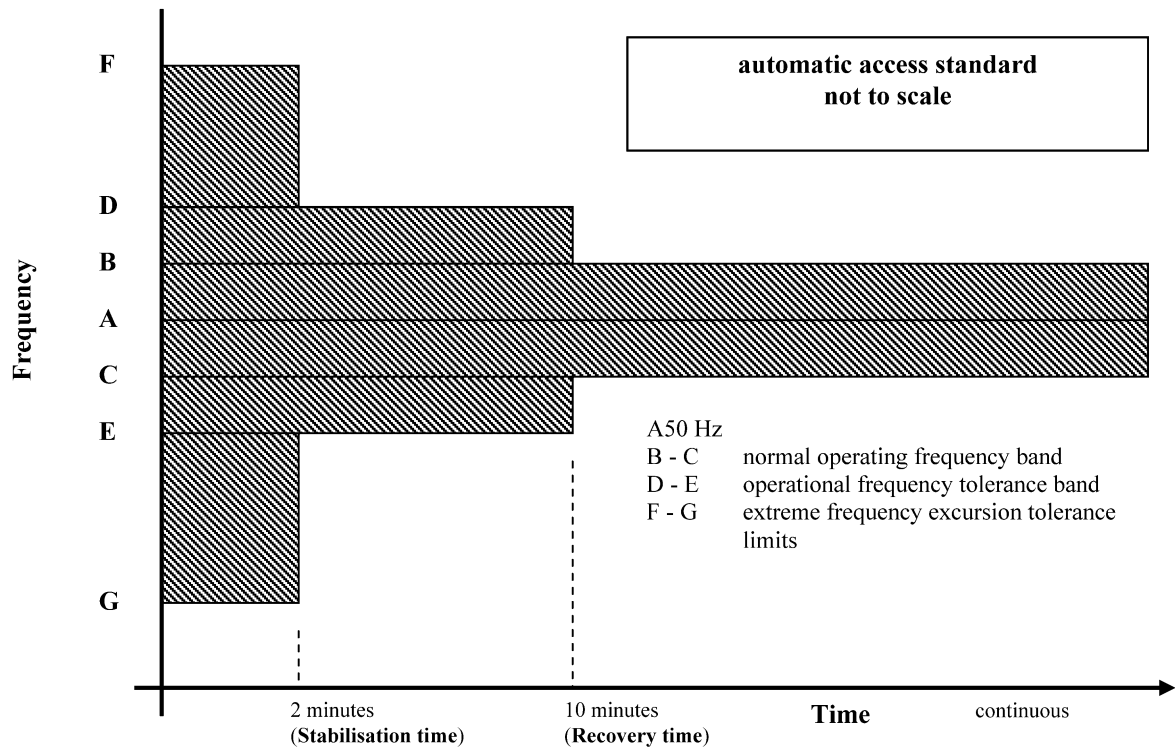 F
automatic access standard
not to scale
D
B
Frequency
A
C
E
A50 Hz
B - C normal operating frequency band
D - E operational frequency tolerance band
F - G extreme frequency excursion tolerance
limits
G
2 minutes
(Stabilisation time)
10 minutes
(Recovery time)
Time
continuous